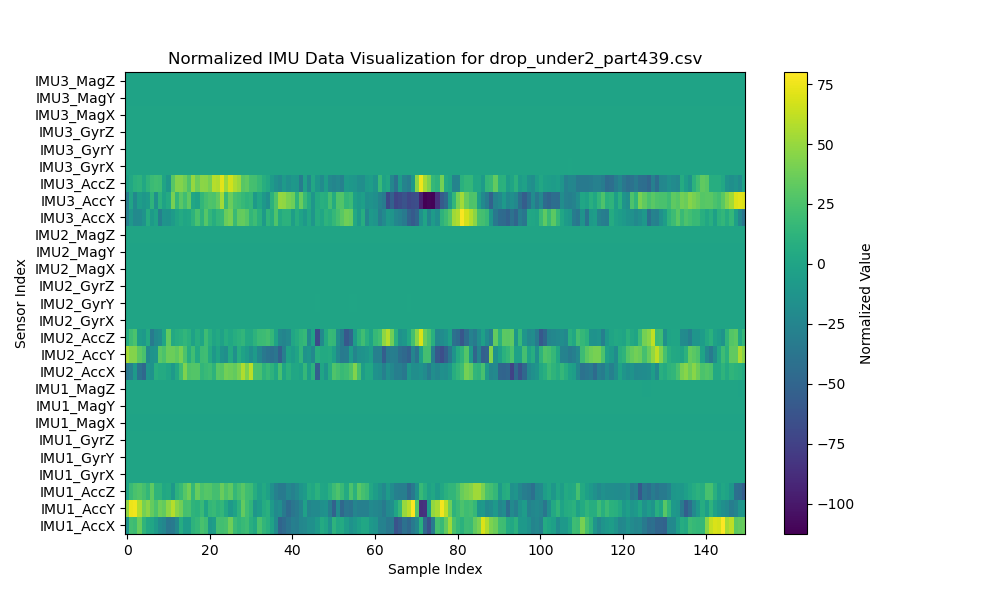 Normalized IMU Data Visualization for drop_under2_part439.csv
Sensor Index
IMU3_MagZ
IMU3_MagY
IMU3_MagX
IMU3_GyrZ
IMU3_GyrY
IMU3_GyrX
IMU3_AccZ
IMU3_AccY
IMU3_AccX
IMU2_MagZ
IMU2_MagY
IMU2_MagX
IMU2_GyrZ
IMU2_GyrY
IMU2_GyrX
IMU2_AccZ
IMU2_AccY
IMU2_AccX
IMU1_MagZ
IMU1_MagY
IMU1_MagX
IMU1_GyrZ
IMU1_GyrY
IMU1_GyrX
IMU1_AccZ
IMU1_AccY
IMU1_AccX
0 20 40 60 80 100 120 140
Sample Index
75
50
25
0
−25
−50
−75
−100
Normalized Value